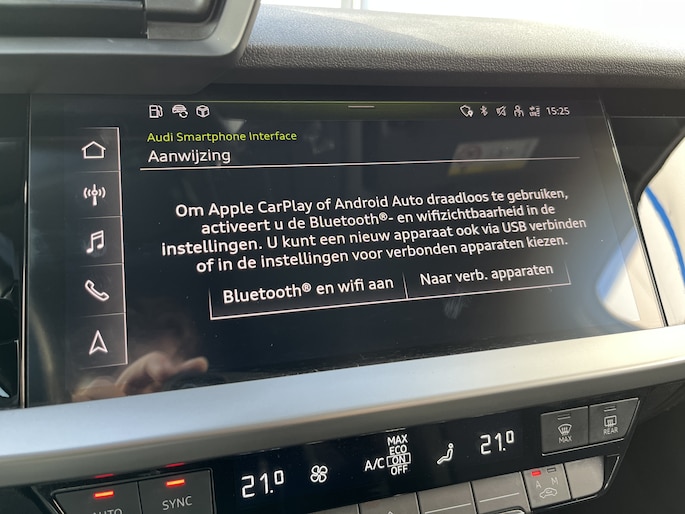 15:25
Audi Smartphone Interface
Aanwijzing
Om Apple CarPlay of Android Auto draadloos te gebruiken,
activeert u de Bluetooth®- en wifizichtbaarheid in de
instellingen. U kunt een nieuw apparaat ook via USB verbinden
of in de instellingen voor verbonden apparaten kiezen.
Bluetooth® en wifi aan
Naar verb. apparaten
MAX
REAR
AUTO
SYNC
21.0
A/C
MAX
ECO
ON
OFF
21.0
A
M